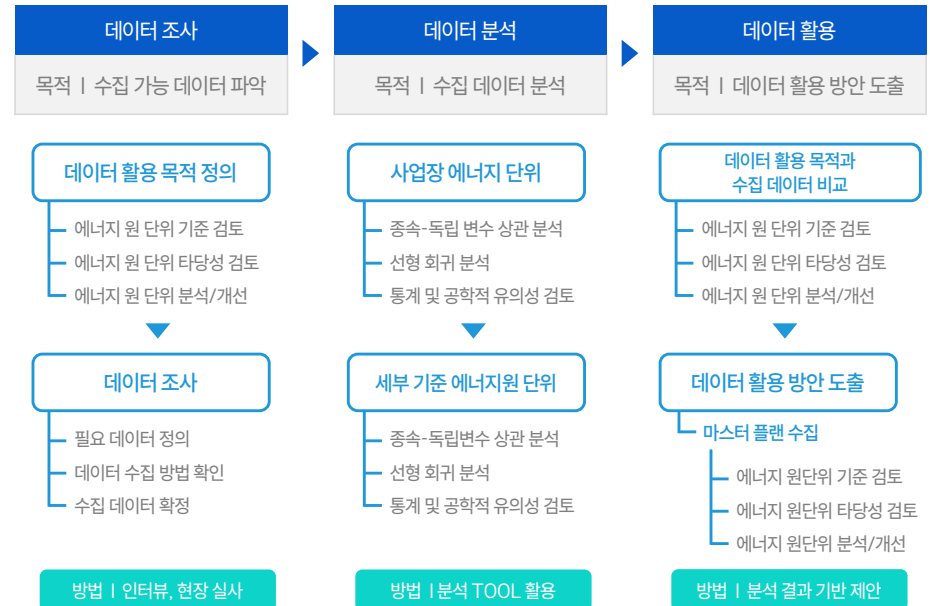 데이터 조사
목적 | 수집 가능 데이터 파악
데이터 활용 목적 정의
에너지 원 단위 기준 검토
에너지 원 단위 타당성 검토
에너지 원 단위 분석/개선
데이터 조사
필요 데이터 정의
데이터 수집 방법 확인
수집 데이터 확정
방법 | 인터뷰, 현장 실사
데이터 분석
목적 | 수집 데이터 분석
사업장 에너지 단위
종속-독립 변수 상관 분석
선형 회귀 분석
통계 및 공학적 유의성 검토
세부 기준 에너지원 단위
종속-독립변수 상관 분석
선형 회귀 분석
통계 및 공학적 유의성 검토
방법 | 분석 TOOL 활용
데이터 활용
목적 | 데이터 활용 방안 도출
데이터 활용 목적과
수집 데이터 비교
에너지 원 단위 기준 검토
에너지 원 단위 타당성 검토
에너지 원 단위 분석/개선
데이터 활용 방안 도출
마스터 플랜 수집
에너지 원단위 기준 검토
에너지 원단위 타당성 검토
에너지 원단위 분석/개선
방법 | 분석 결과 기반 제안